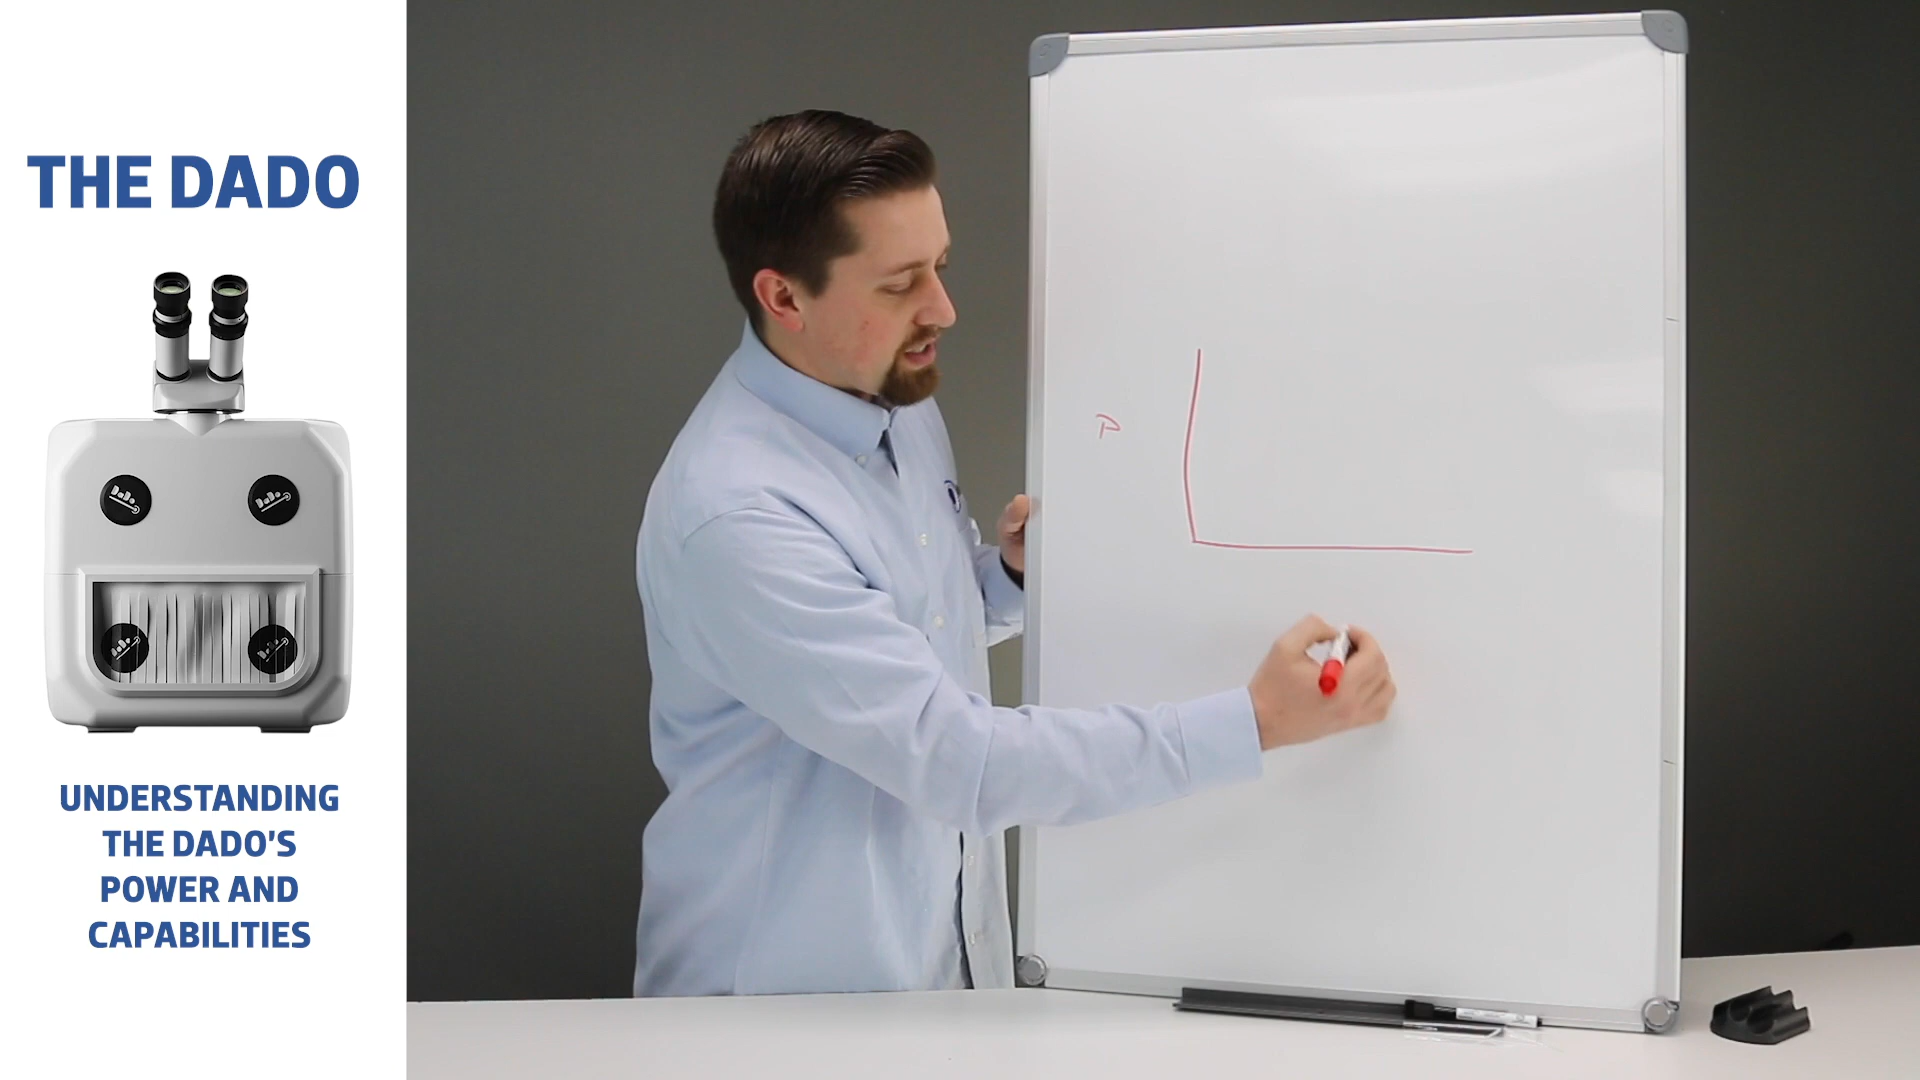 THE DADO
UNDERSTANDING
THE DADO'S
POWER AND
CAPABILITIES
P